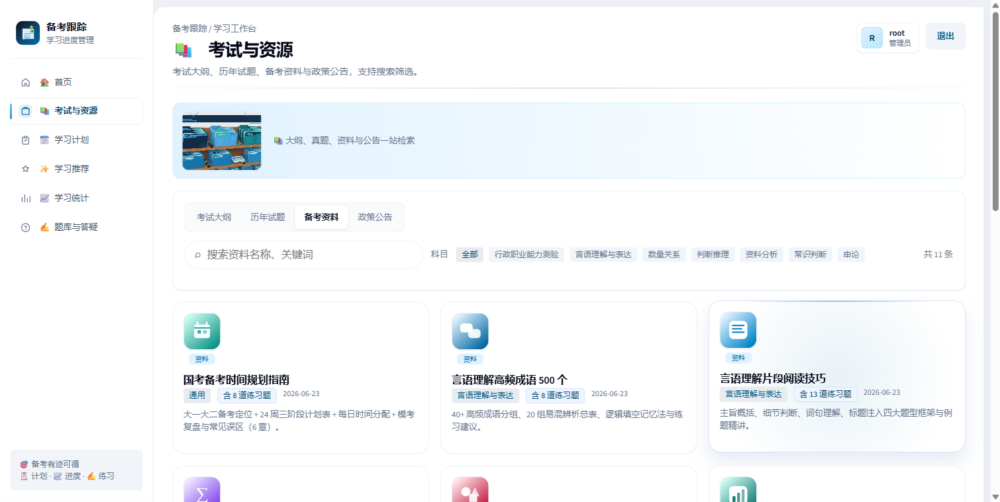 备考跟踪
学习进度管理
首页
考试与资源
学习计划
学习推荐
学习统计
题库与答疑
备考有迹可循
计划 · 进度 · 练习
备考跟踪 / 学习工作台
考试与资源
考试大纲、历年试题、备考资料与政策公告，支持搜索筛选。
R
root
管理员
退出
大纲、真题、资料与公告一站检索
考试大纲 历年试题 备考资料 政策公告
搜索资料名称、关键词
科目 全部 行政职业能力测验 言语理解与表达 数量关系 判断推理 资料分析 常识判断 申论 共 11 条
资料
国考备考时间规划指南
通用 含 8 道练习题 2026-06-23
大一大二备考定位 + 24 周三阶段计划表 + 每日时间分配 + 模考
复盘与常见误区（6 章）。
资料
言语理解高频成语 500 个
言语理解与表达 含 8 道练习题 2026-06-23
40+ 高频成语分组、20 组易混辨析总表、逻辑填空记忆法与练
习建议。
资料
言语理解片段阅读技巧
言语理解与表达 含 13 道练习题 2026-06-23
主旨概括、细节判断、词句理解、标题注入四大题型框架与例
题精讲。
Σ